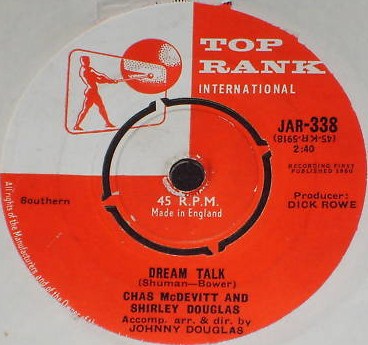 TOP
RANK
INTERNATIONAL
JAR-338
(45-KR-5918)
2:40
RECORDING FIRST
PUBLISHED 1960
Southern
45 R.P.M.
Made in England
Producer:
DICK ROWE
DREAM TALK
(Shuman—Bower)
CHAS McDEVITT AND
SHIRLEY DOUGLAS
Accomp. arr. & dir. by
JOHNNY DOUGLAS
All rights of the Manufacturers and of the Owner of